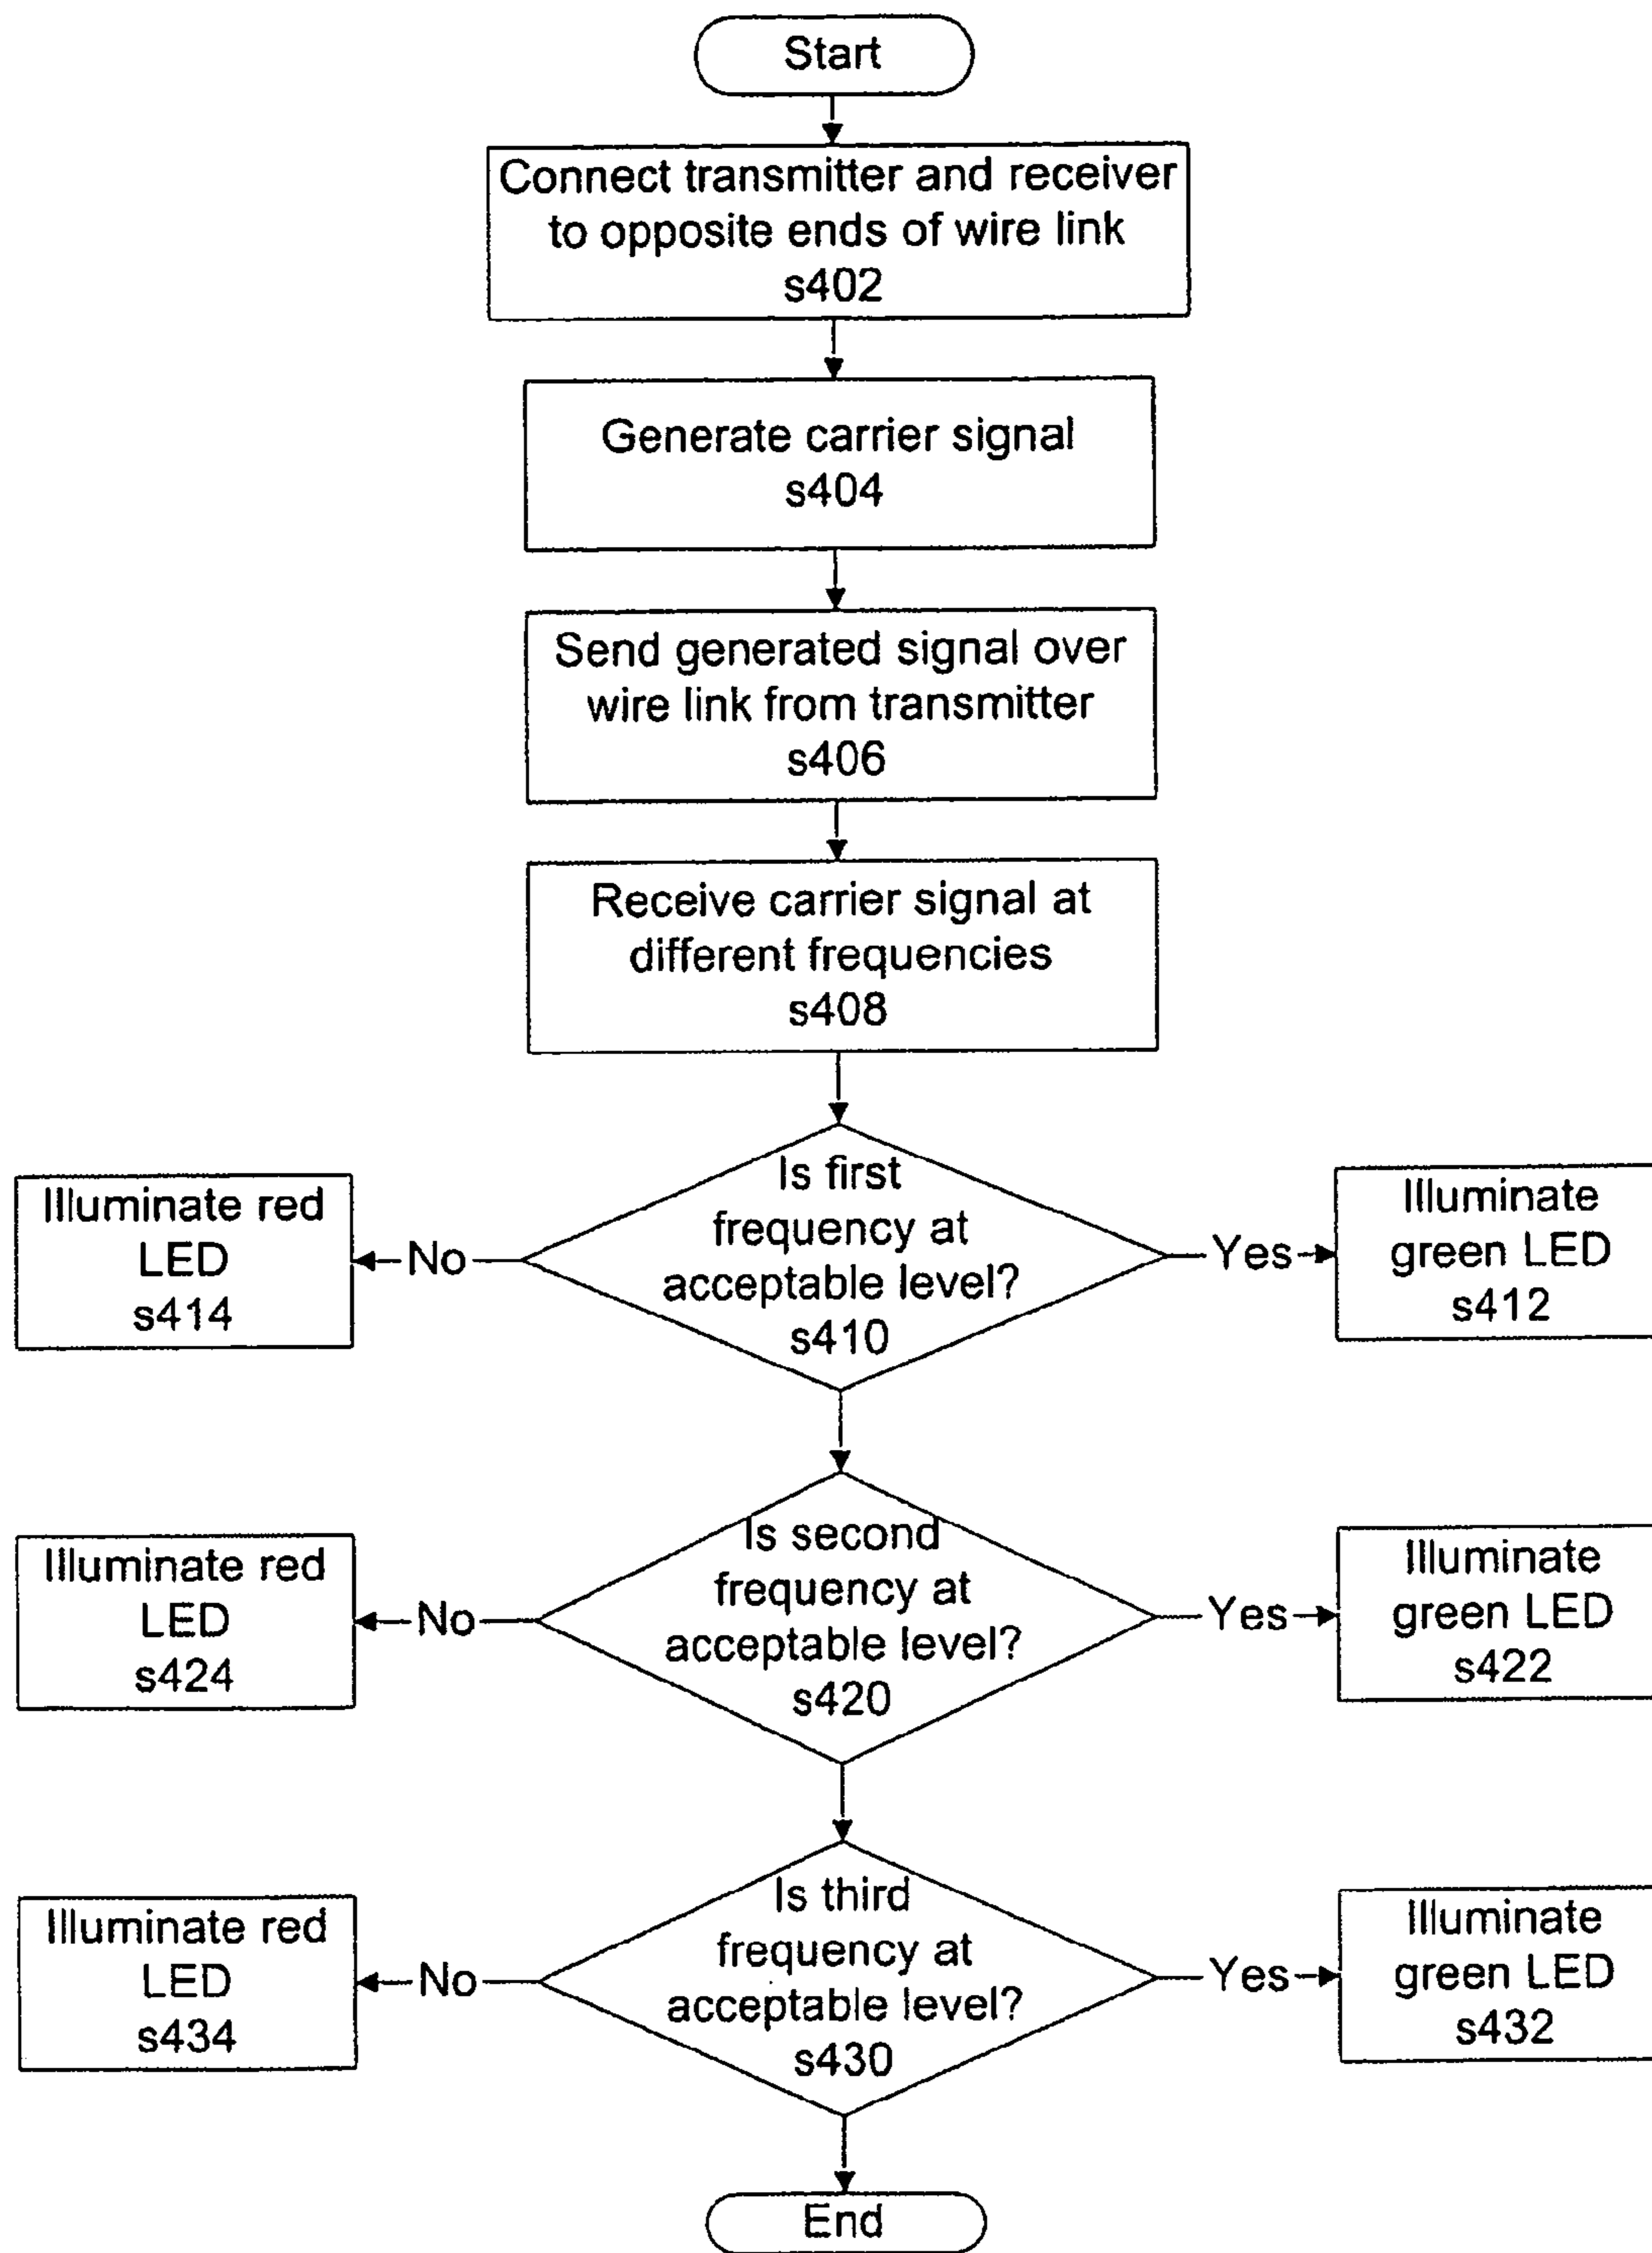 Start
Connect transmitter and receiver
to opposite ends of wire link
s402
Generate carrier signal
s404
Send generated signal over
wire link from transmitter
s406
Receive carrier signal at
different frequencies
s408
Is first
frequency at
acceptable level?
s410
No
Illuminate red
LED
s414
Yes
Illuminate
green LED
s412
Is second
frequency at
acceptable level?
s420
No
Illuminate red
LED
s424
Yes
Illuminate
green LED
s422
Is third
frequency at
acceptable level?
s430
No
Illuminate red
LED
s434
Yes
Illuminate
green LED
s432
End